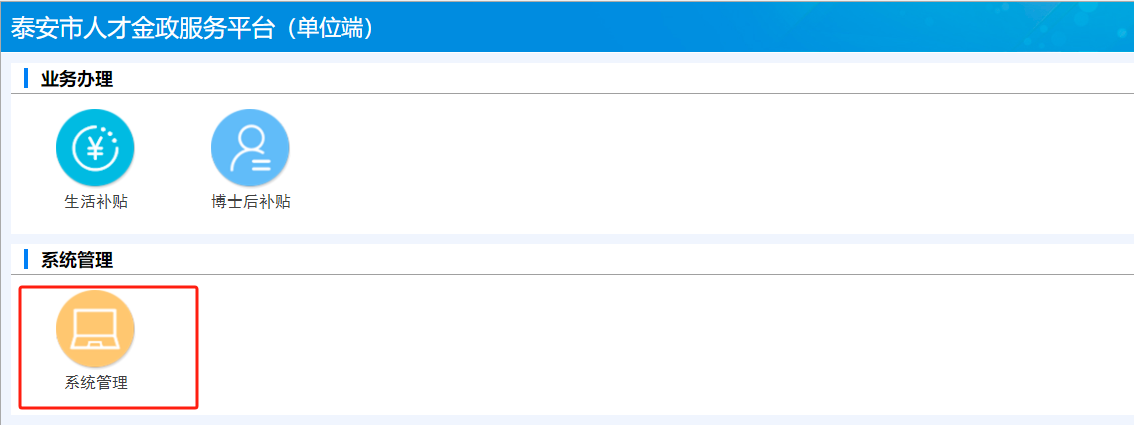 泰安市人才金政服务平台（单位端）
业务办理
生活补贴
博士后补贴
系统管理
系统管理